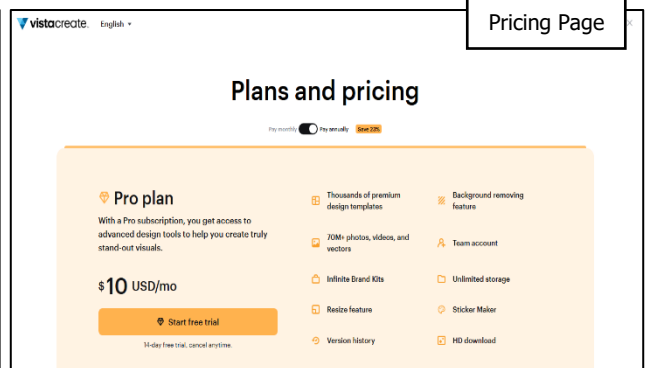 Pricing Page
vistacreate. English
Plans and pricing
Pay monthly Pay annually Save 23%
Pro plan
With a Pro subscription, you get access to
advanced design tools to help you create truly
stand-out visuals.
$10 USD/mo
Start free trial
14-day free trial, cancel anytime.
Thousands of premium
design templates
70M+ photos, videos, and
vectors
Infinite Brand Kits
Resize feature
Version history
Background removing
feature
Team account
Unlimited storage
Sticker Maker
HD download